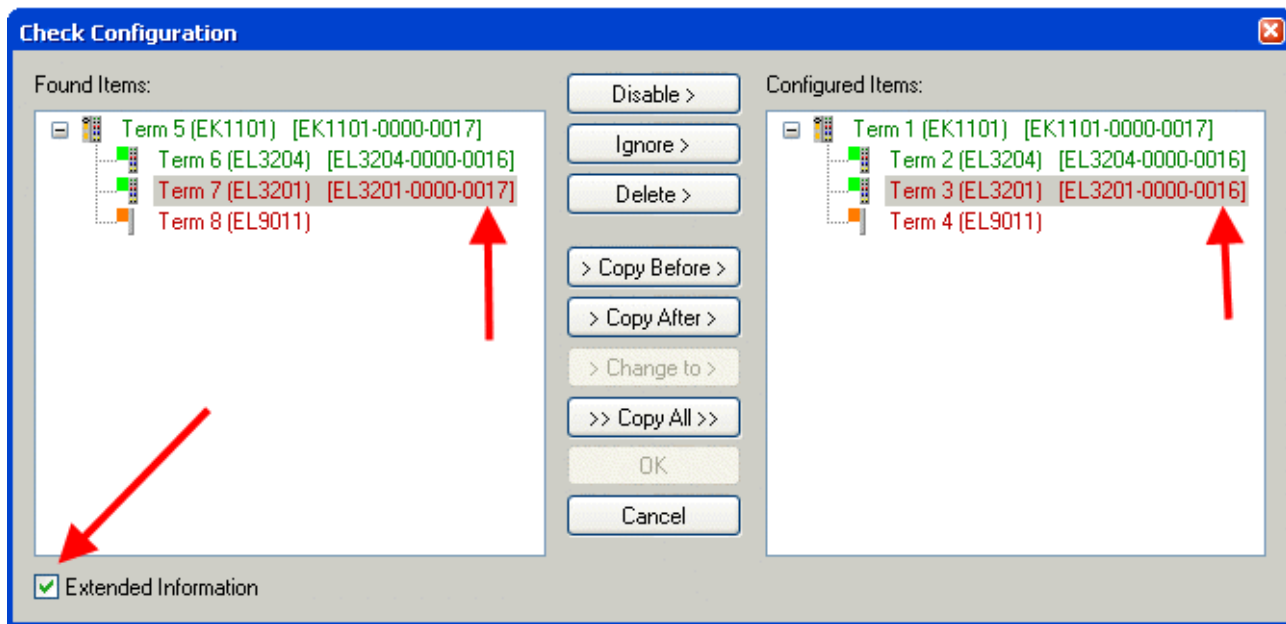 Check Configuration
Found Items:
Term 5 (EK1101) [EK1101-0000-0017]
Term 6 (EL3204) [EL3204-0000-0016]
Term 7 (EL3201) [EL3201-0000-0017]
Term 8 (EL9011)
Extended Information
Disable >
Ignore >
Delete >
> Copy Before >
> Copy After >
> Change to >
>> Copy All >>
OK
Cancel
Configured Items:
Term 1 (EK1101) [EK1101-0000-0017]
Term 2 (EL3204) [EL3204-0000-0016]
Term 3 (EL3201) [EL3201-0000-0016]
Term 4 (EL9011)